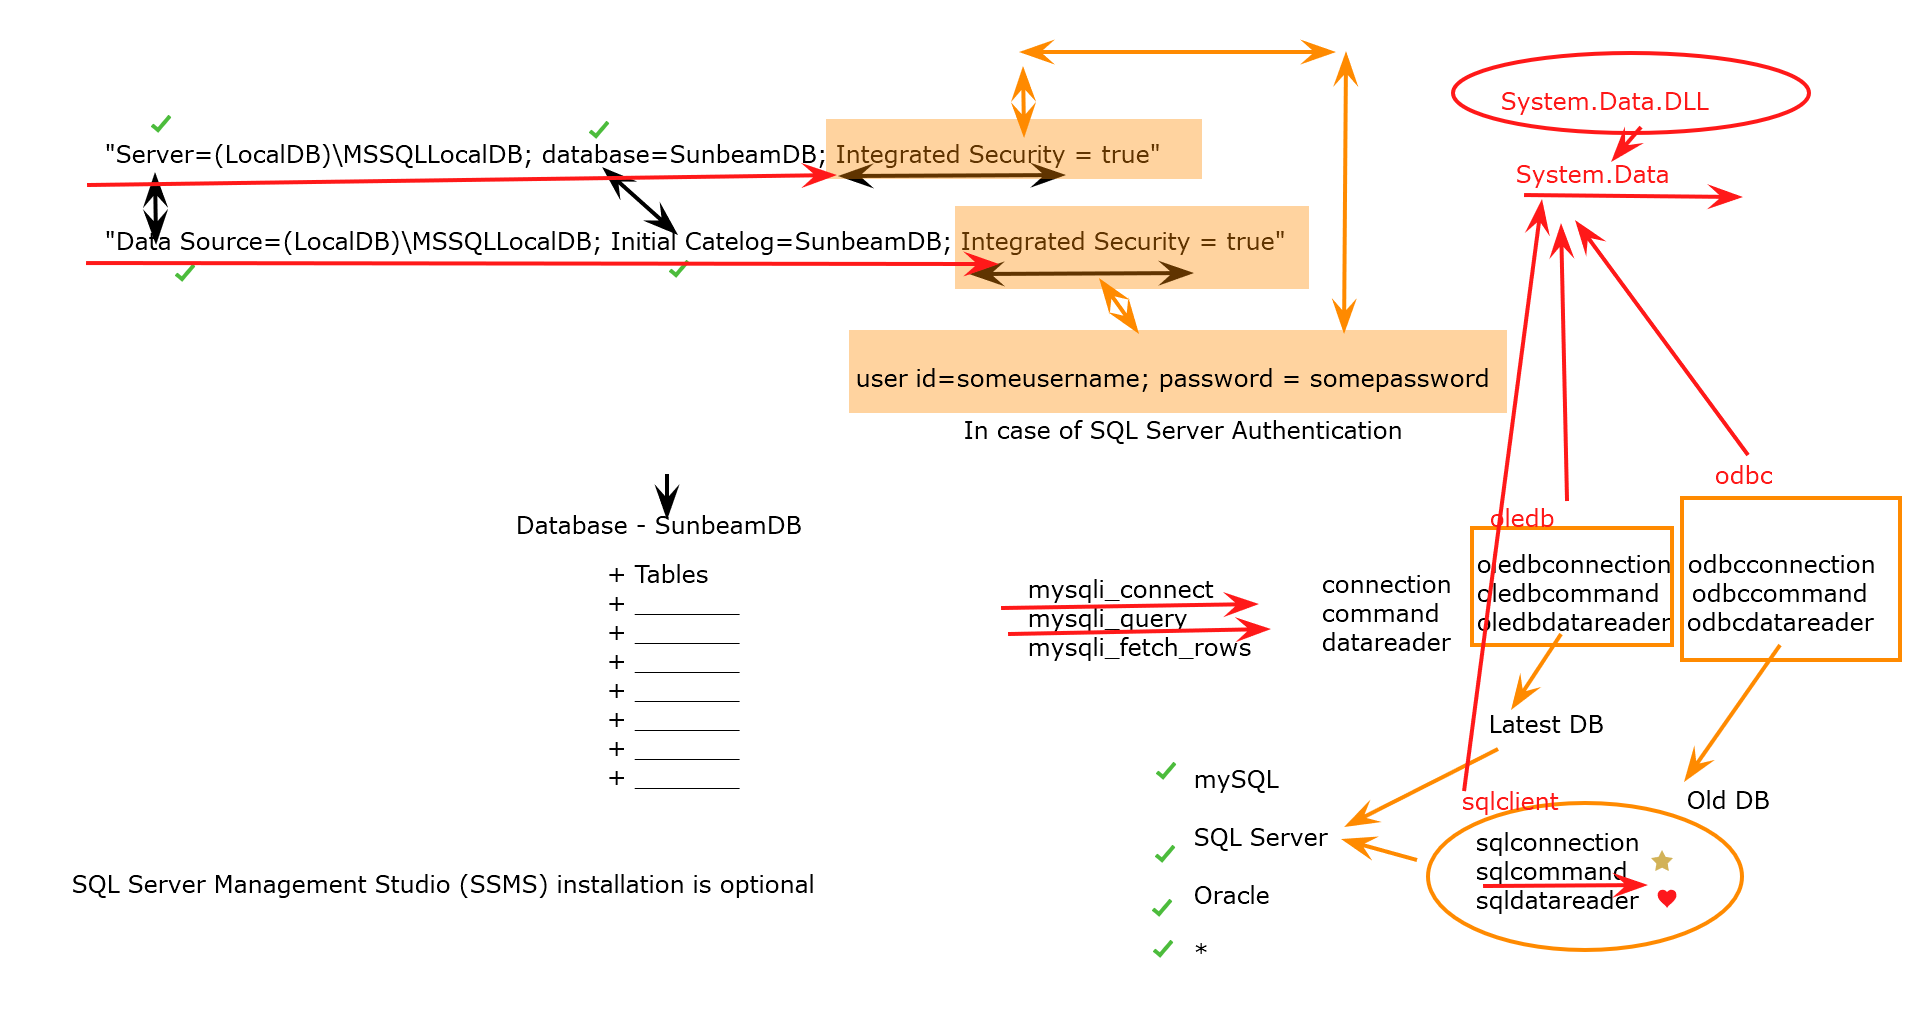 System.Data.DLL
"Server=(LocalDB)\MSSQLLocalDB; database=SunbeamDB; Integrated Security = true"
System.Data
"Data Source=(LocalDB)\MSSQLLocalDB; Initial Catelog=SunbeamDB; Integrated Security = true"
user id=someusername; password = somepassword
In case of SQL Server Authentication
Database - SunbeamDB
+ Tables
+ ________
+ ________
+ ________
+ ________
+ ________
+ ________
+ ________
mysqli_connect
mysqli_query
mysqli_fetch_rows
connection
command
datareader
oledb
oledbconnection
oledbcommand
oledbdatareader
odbc
odbcconnection
odbccommand
odbcdatareader
Latest DB
Old DB
mySQL
SQL Server
Oracle
*
sqlclient
sqlconnection
sqlcommand
sqldatareader
SQL Server Management Studio (SSMS) installation is optional